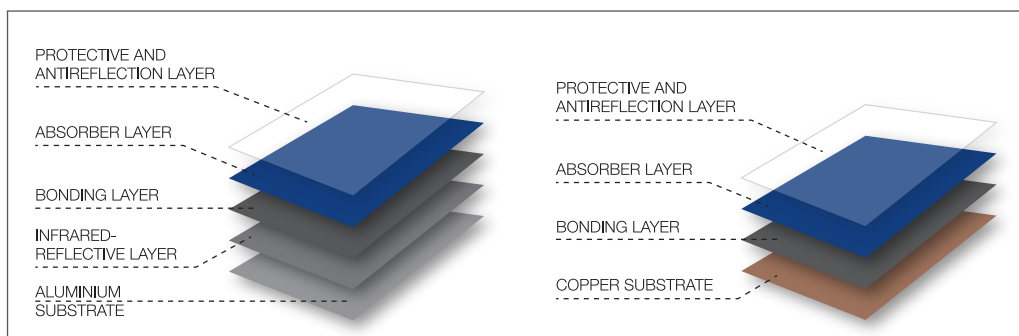 PROTECTIVE AND
ANTIREFLECTION LAYER
ABSORBER LAYER
BONDING LAYER
INFRARED-
REFLECTIVE LAYER
ALUMINIUM
SUBSTRATE
PROTECTIVE AND
ANTIREFLECTION LAYER
ABSORBER LAYER
BONDING LAYER
COPPER SUBSTRATE